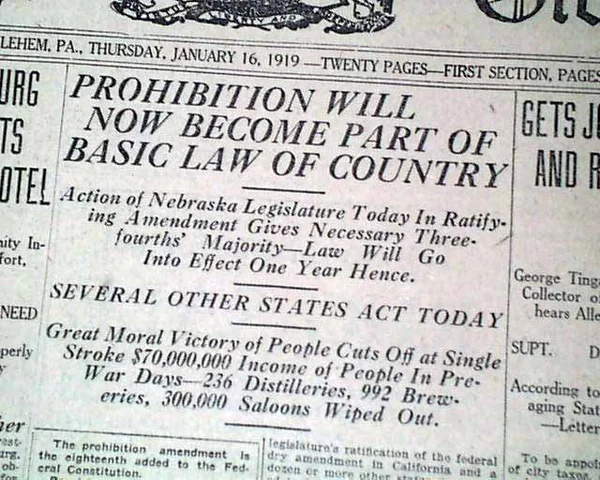 LEHEM, PA., THURSDAY, JANUARY 16, 1919 —TWENTY PAGES—FIRST SECTION, PAGES
URG
TS
OTEL
nity In-
fort,
NEED
perly
her
PROHIBITION WILL
NOW BECOME PART OF
BASIC LAW OF COUNTRY
Action of Nebraska Legislature Today In Ratify-
ing Amendment Gives Necessary Three-
fourths' Majority—Law Will Go
Into Effect One Year Hence.
SEVERAL OTHER STATES ACT TODAY
Great Moral Victory of People Cuts Off at Single
Stroke $70,000,000 Income of People In Pre-
War Days—236 Distilleries, 992 Brew-
eries, 300,000 Saloons Wiped Out.
The prohibition amendment is
the eighteenth added to the Fed-
eral Constitution.
legislature's ratification of the federal
dry amendment in California and a
dozen or more other
GETS JO
AND R
George Ting
Collector o
hears Alle
SUPT. D
According to
aging Stat
—Letter
To be appoi
of city taxes